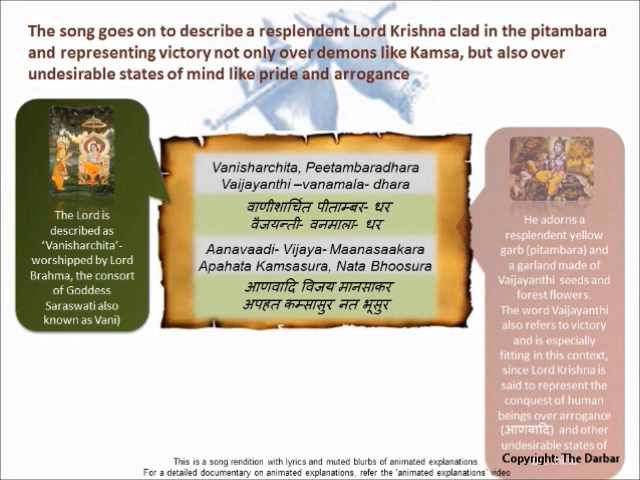 The song goes on to describe a resplendent Lord Krishna clad in the pitambara
and representing victory not only over demons like Kamsa, but also over
undesirable states of mind like pride and arrogance
The Lord is
described as
‘Vanisharchita’-
worshipped by Lord
Brahma, the consort
of Goddess
Saraswati also
known as Vani)
Vanisharchita, Peetambaradhara
Vaijayanthi –vanamala- dhara
वाणीशार्चित पीताम्बर- धर
वैजयन्ती- वनमाला- धर
Aanavaadi- Vijaya- Maanasaakara
Apahata Kamsasura, Nata Bhoosura
आणवादि विजय मानसाकर
अपहत कम्सासुर नत भूसुर
He adorns a
resplendent yellow
garb (pitambara) and
a garland made of
Vaijayanthi seeds and
forest flowers.
The word Vaijayanthi
also refers to victory
and is especially
fitting in this context,
since Lord Krishna is
said to represent the
conquest of human
beings over arrogance
(आणवादि) and other
undesirable states of
Copyright: The Darbar
This is a song rendition with lyrics and muted blurbs of animated explanations.
For a detailed documentary on animated explanations, refer the 'animated explanations' video